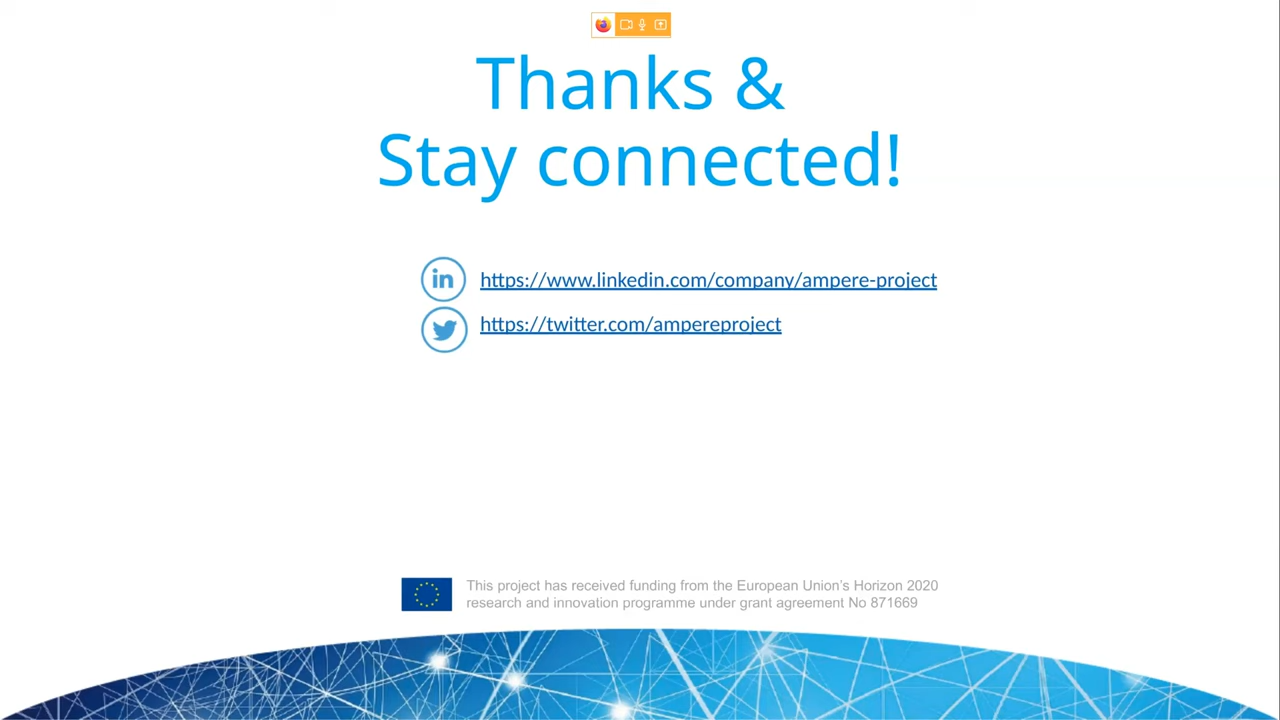 Thanks &
Stay connected!
in https://www.linkedin.com/company/ampere-project
https://twitter.com/ampereproject
This project has received funding from the European Union’s Horizon 2020
research and innovation programme under grant agreement No 871669